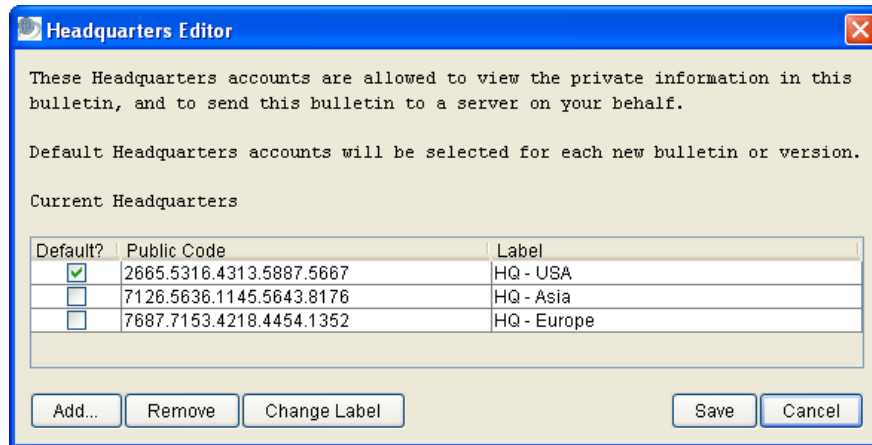 Headquarters Editor
These Headquarters accounts are allowed to view the private information in this
bulletin, and to send this bulletin to a server on your behalf.
Default Headquarters accounts will be selected for each new bulletin or version.
Current Headquarters
Default? Public Code Label
2665.5316.4313.5887.5667 HQ - USA
7126.5636.1145.5643.8176 HQ - Asia
7687.7153.4218.4454.1352 HQ - Europe
Add... Remove Change Label Save Cancel